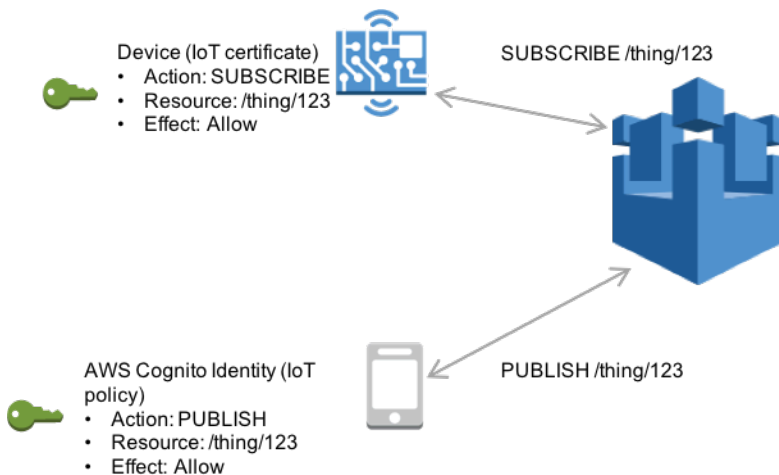 Device (IoT certificate)
• Action: SUBSCRIBE
• Resource: /thing/123
• Effect: Allow
SUBSCRIBE /thing/123
AWS Cognito Identity (IoT
policy)
• Action: PUBLISH
• Resource: /thing/123
• Effect: Allow
PUBLISH /thing/123